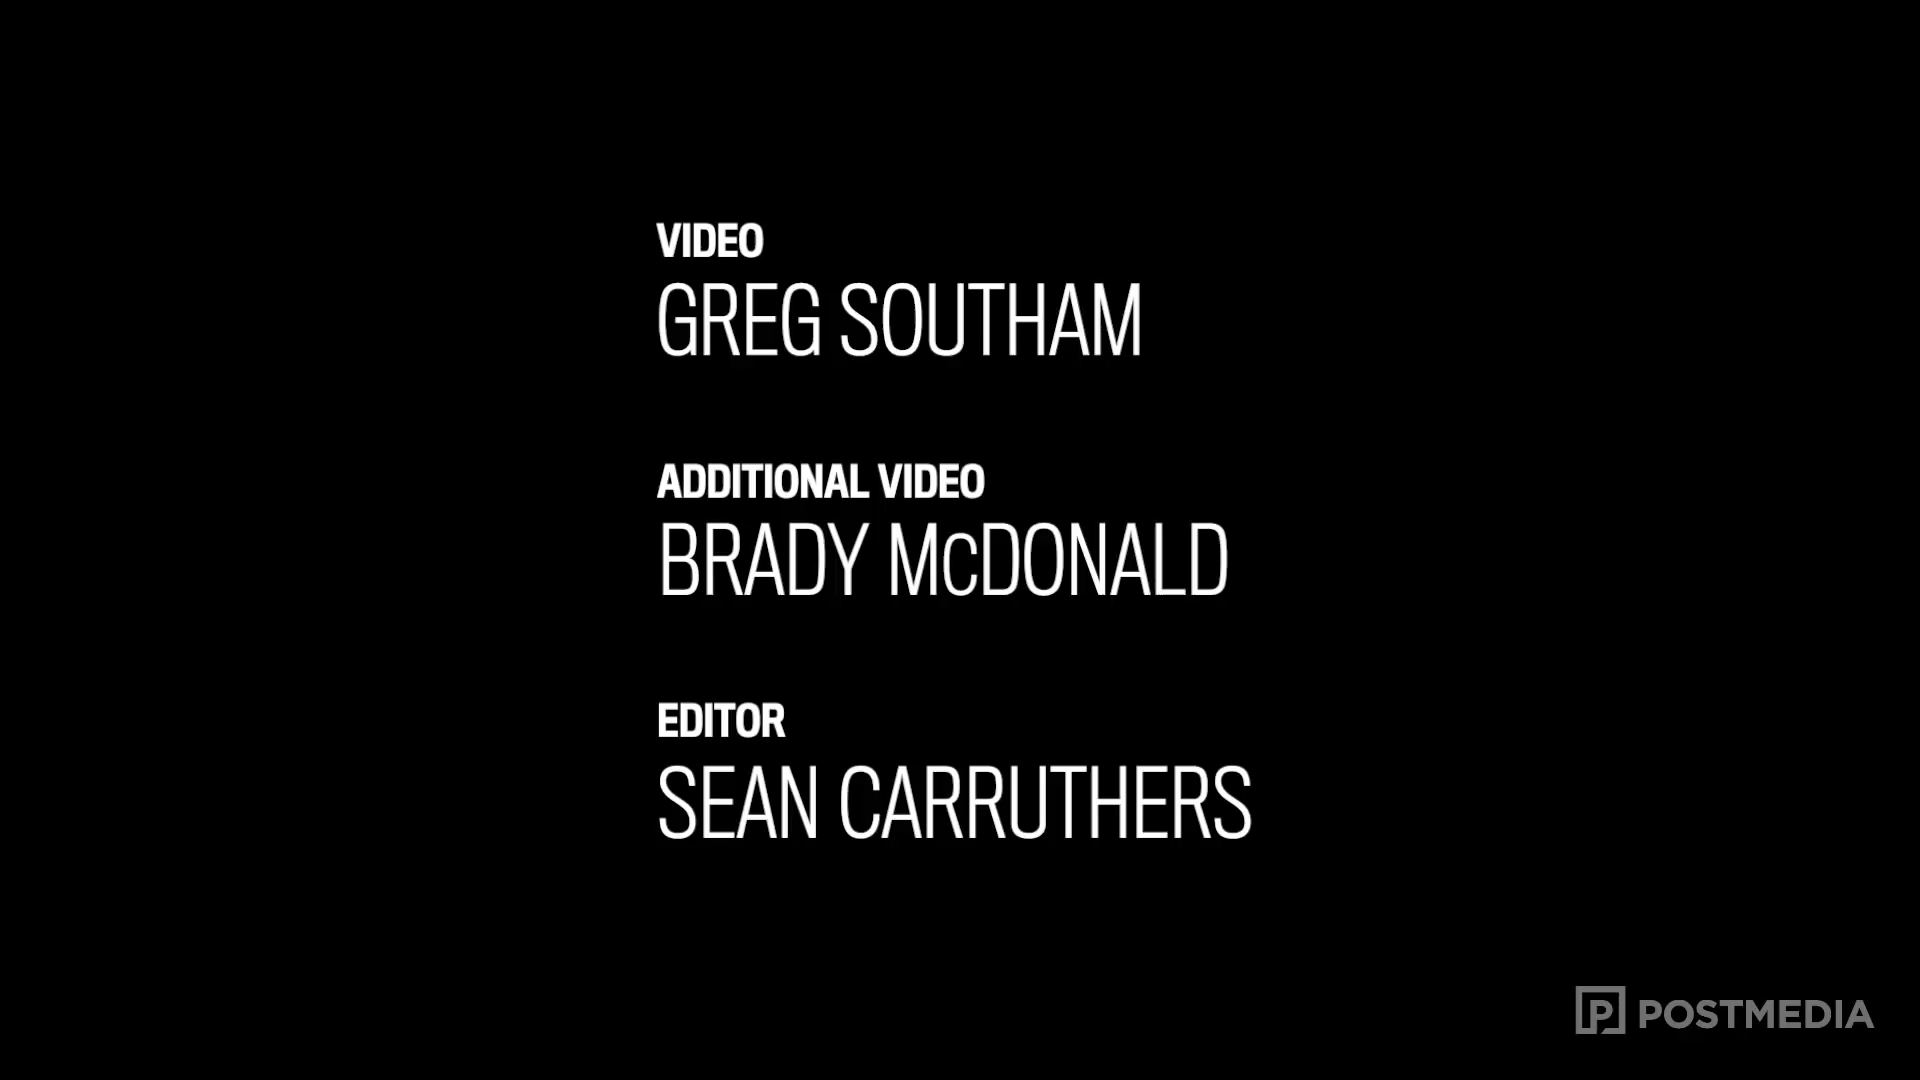 VIDEO
GREG SOUTHAM
ADDITIONAL VIDEO
BRADY McDONALD
EDITOR
SEAN CARRUTHERS
P POSTMEDIA